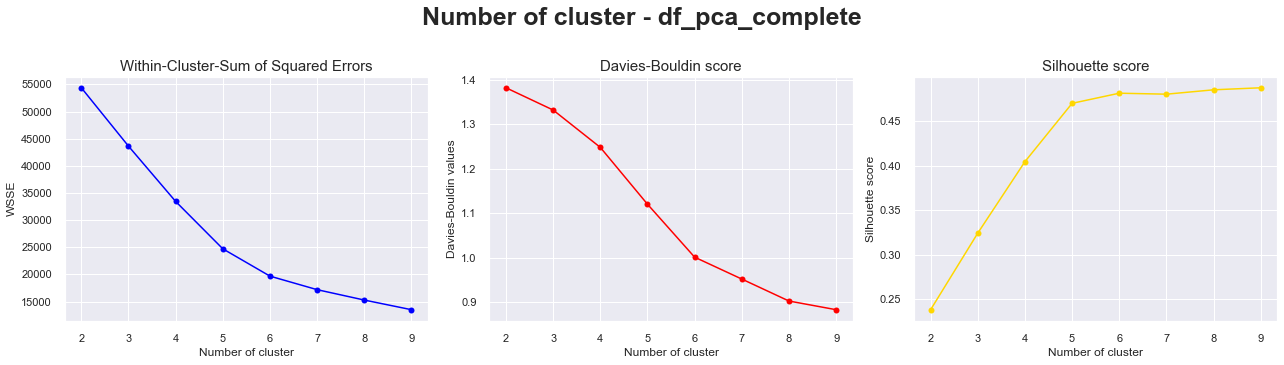 Number of cluster - df_pca_complete
Within-Cluster-Sum of Squared Errors
WSSE
55000
50000
45000
40000
35000
30000
25000
20000
15000
2 3 4 5 6 7 8 9
Number of cluster
Davies-Bouldin score
Davies-Bouldin values
1.4
1.3
1.2
1.1
1.0
0.9
2 3 4 5 6 7 8 9
Number of cluster
Silhouette score
Silhouette score
0.45
0.40
0.35
0.30
0.25
2 3 4 5 6 7 8 9
Number of cluster